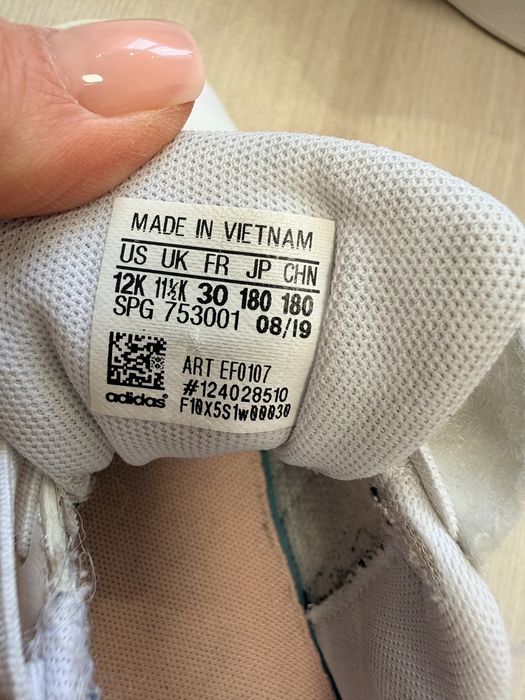 MADE IN VIETNAM
US UK FR JP CHN
12K 11½K 30 180 180
SPG 753001 08/19
ART EF0107
#124028510
adidas F10X5S1w00030